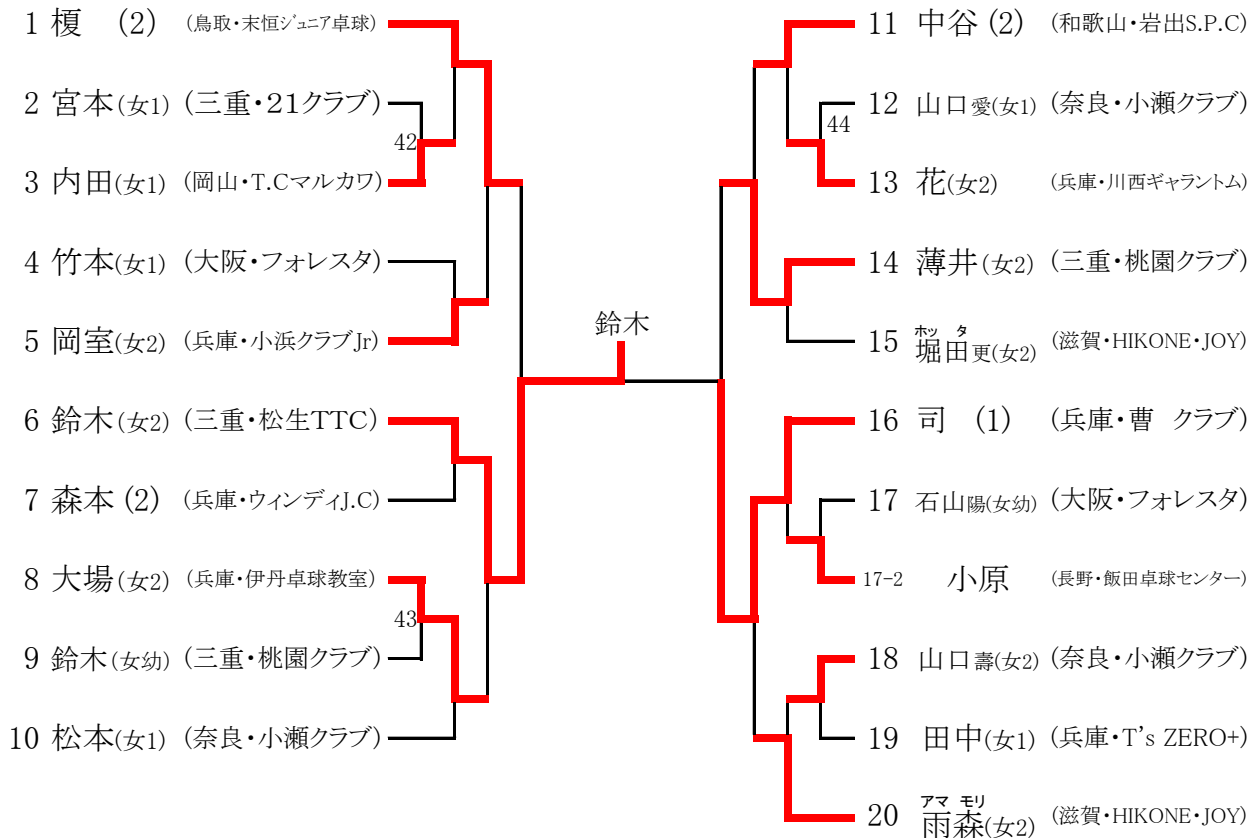 1 榎 (2) (鳥取・末恒ジュニア卓球)
2 宮本(女1) (三重・21クラブ)
42
3 内田(女1) (岡山・T.Cマルカワ)
4 竹本(女1) (大阪・フォレスタ)
5 岡室(女2) (兵庫・小浜クラブJr)
6 鈴木(女2) (三重・松生TTC)
7 森本(2) (兵庫・ウィンディJ.C)
8 大場(女2) (兵庫・伊丹卓球教室)
43
9 鈴木(女幼) (三重・桃園クラブ)
10 松本(女1) (奈良・小瀬クラブ)
鈴木
11 中谷(2) (和歌山・岩出S.P.C)
12 山口愛(女1) (奈良・小瀬クラブ)
44
13 花(女2) (兵庫・川西ギャラントム)
14 薄井(女2) (三重・桃園クラブ)
ホッ タ
15 堀田更(女2) (滋賀・HIKONE・JOY)
16 司 (1) (兵庫・曹 クラブ)
17 石山陽(女幼) (大阪・フォレスタ)
17-2 小原 (長野・飯田卓球センター)
18 山口壽(女2) (奈良・小瀬クラブ)
19 田中(女1) (兵庫・T's ZERO+)
アマ モリ
20 雨森(女2) (滋賀・HIKONE・JOY)